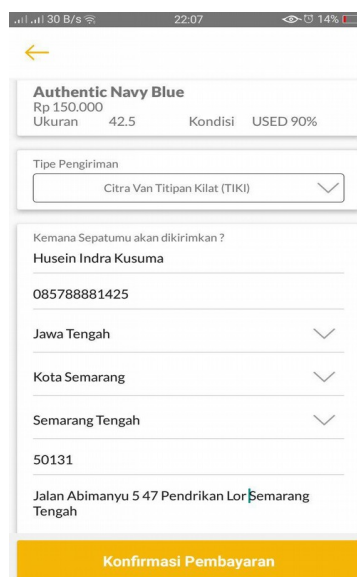 30 B/s 22:07 14%
Authentic Navy Blue
Rp 150.000
Ukuran 42.5 Kondisi USED 90%
Tipe Pengiriman
Citra Van Titipan Kilat (TIKI)
Kemana Sepatumu akan dikirimkan ?
Husein Indra Kusuma
085788881425
Jawa Tengah
Kota Semarang
Semarang Tengah
50131
Jalan Abimanyu 5 47 Pendrikan Lor Semarang
Tengah
Konfirmasi Pembayaran